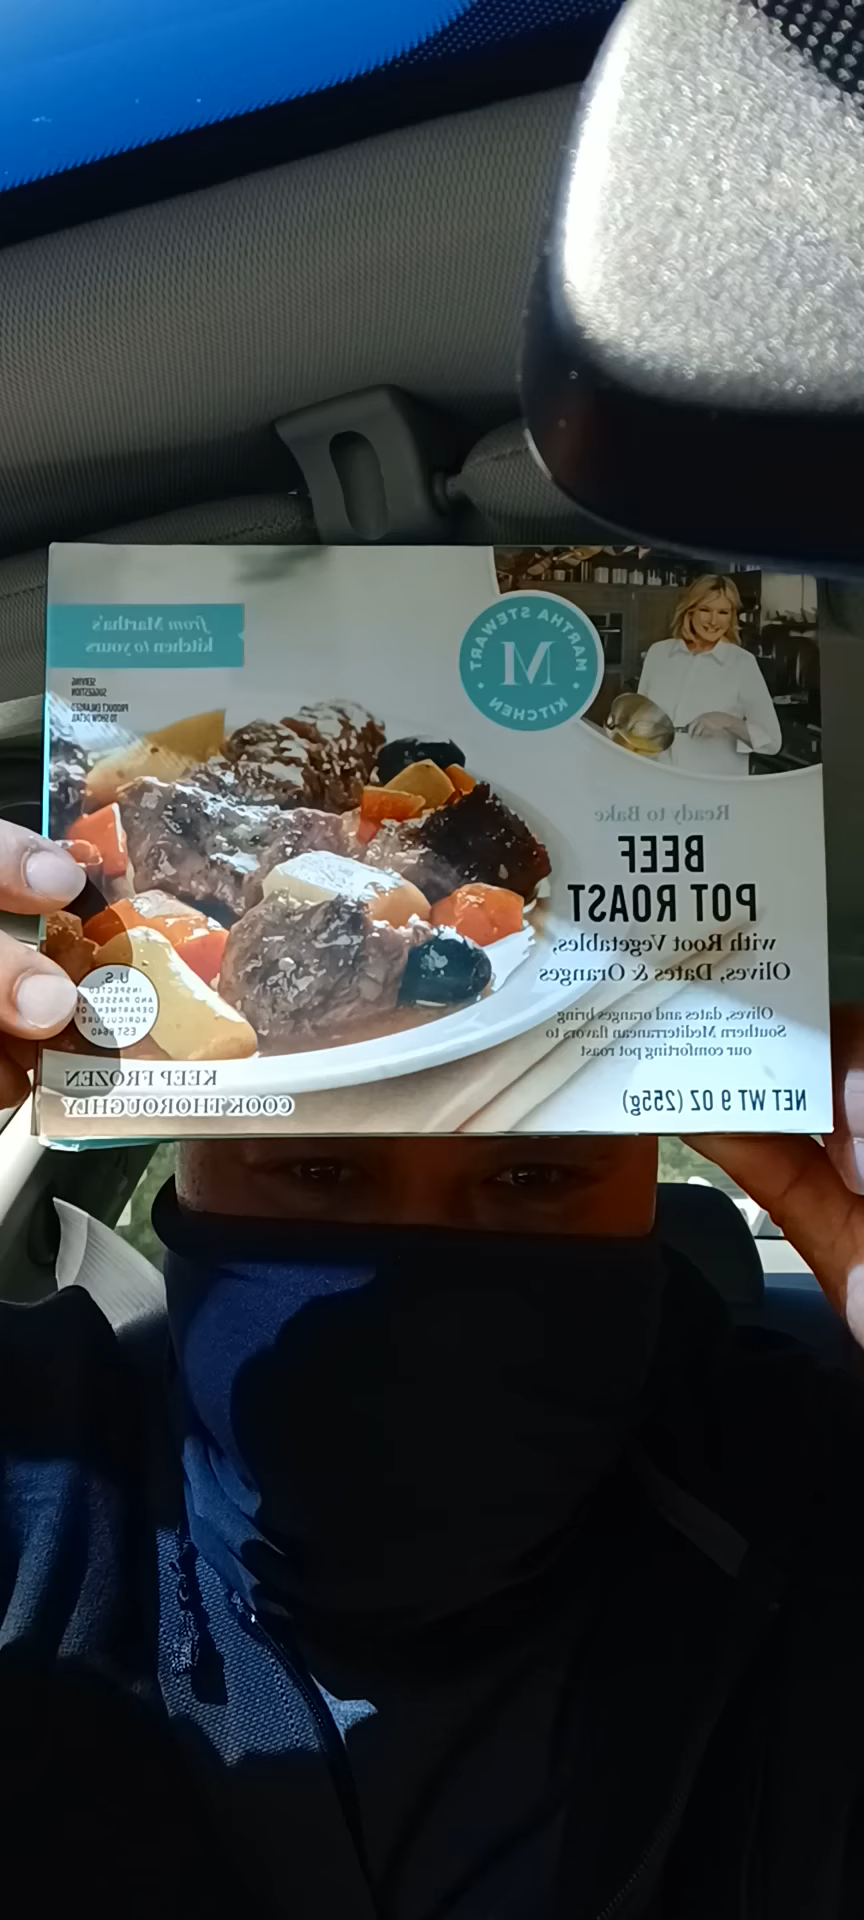 from Martha's
kitchen to yours
SERVING
SUGGESTION
PRODUCT ENLARGED
TO SHOW DETAIL
MARTHA STEWART
M
KITCHEN
Ready to Bake
BEEF
POT ROAST
with Root Vegetables,
Olives, Dates & Oranges
Olives, dates and oranges bring
Southern Mediterranean flavors to
our comforting pot roast
NET WT 9 OZ (255g)
U.S.
INSPECTED
AND PASSED BY
DEPARTMENT OF
AGRICULTURE
KEEP FROZEN
COOK THOROUGHLY